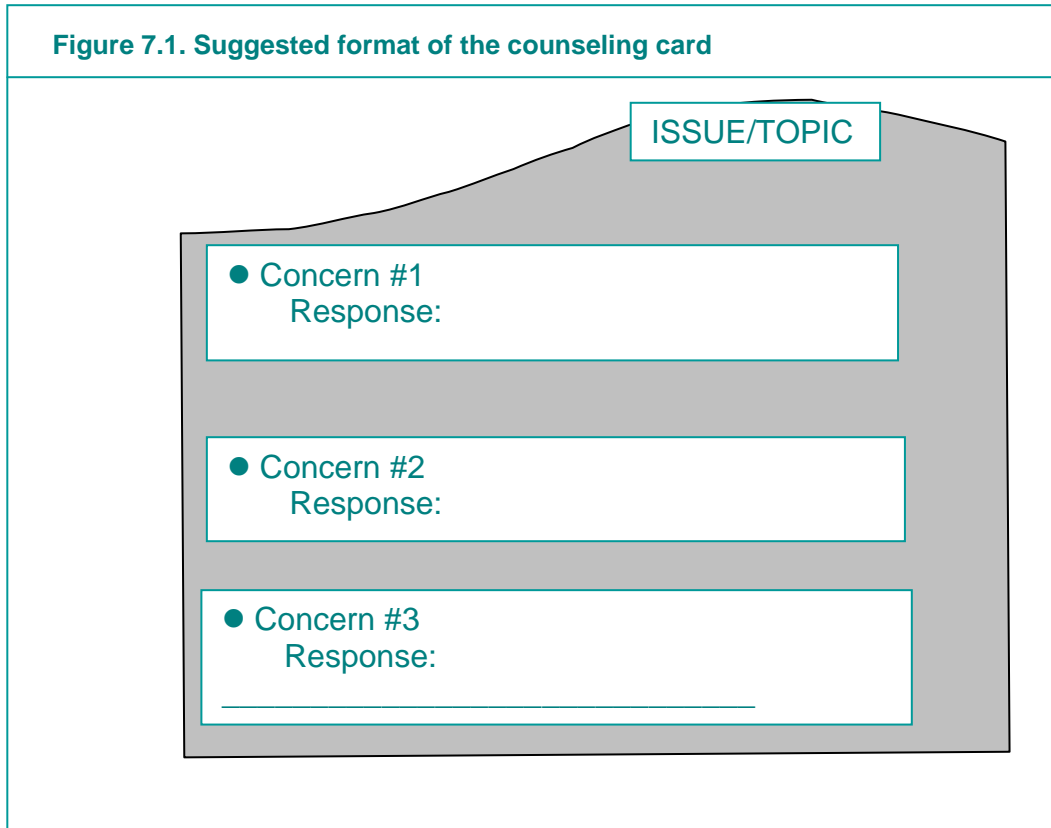 Figure 7.1. Suggested format of the counseling card
ISSUE/TOPIC
● Concern #1
Response:
● Concern #2
Response:
● Concern #3
Response:
______________________________